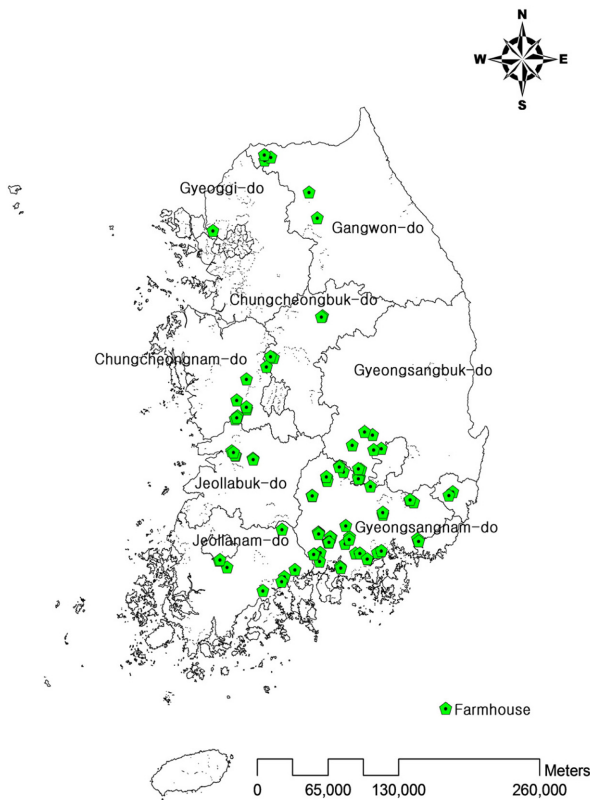 N
W E
S
Gyeoggi-do
Gangwon-do
Chungcheongbuk-do
Chungcheongnam-do
Gyeongsangbuk-do
Jeollabuk-do
Gyeongsangnam-do
Jeollanam-do
Farmhouse
Meters
0 65,000 130,000 260,000